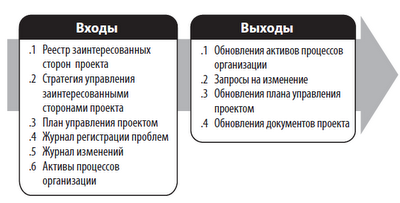 Входы
.1 Реестр заинтересованных
сторон проекта
.2 Стратегия управления
заинтересованными
сторонами проекта
.3 План управления проектом
.4 Журнал регистрации проблем
.5 Журнал изменений
.6 Активы процессов
организации
Выходы
.1 Обновления активов процессов
организации
.2 Запросы на изменение
.3 Обновления плана управления
проектом
.4 Обновления документов проекта